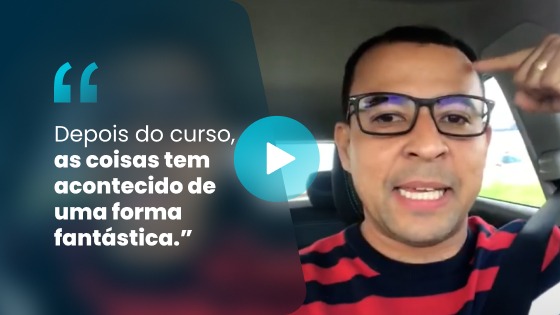 “
Depois do curso,
as coisas tem
acontecido de
uma forma
fantástica.”